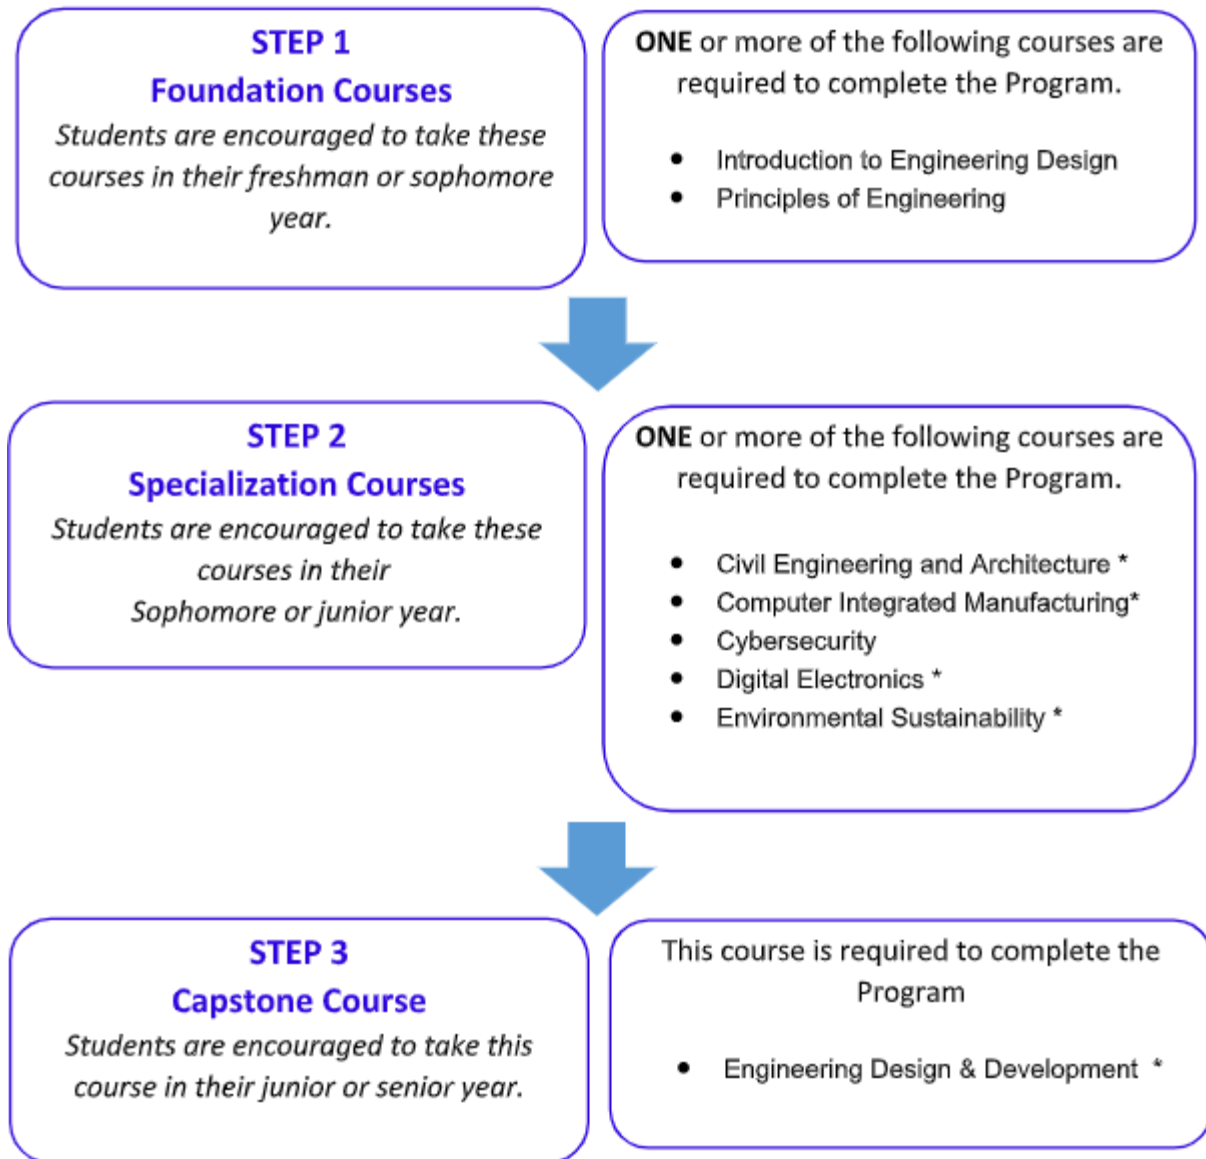 STEP 1
Foundation Courses
Students are encouraged to take these
courses in their freshman or sophomore
year.
ONE or more of the following courses are
required to complete the Program.
● Introduction to Engineering Design
● Principles of Engineering
STEP 2
Specialization Courses
Students are encouraged to take these
courses in their
Sophomore or junior year.
ONE or more of the following courses are
required to complete the Program.
● Civil Engineering and Architecture *
● Computer Integrated Manufacturing*
● Cybersecurity
● Digital Electronics *
● Environmental Sustainability *
STEP 3
Capstone Course
Students are encouraged to take this
course in their junior or senior year.
This course is required to complete the
Program
● Engineering Design & Development *